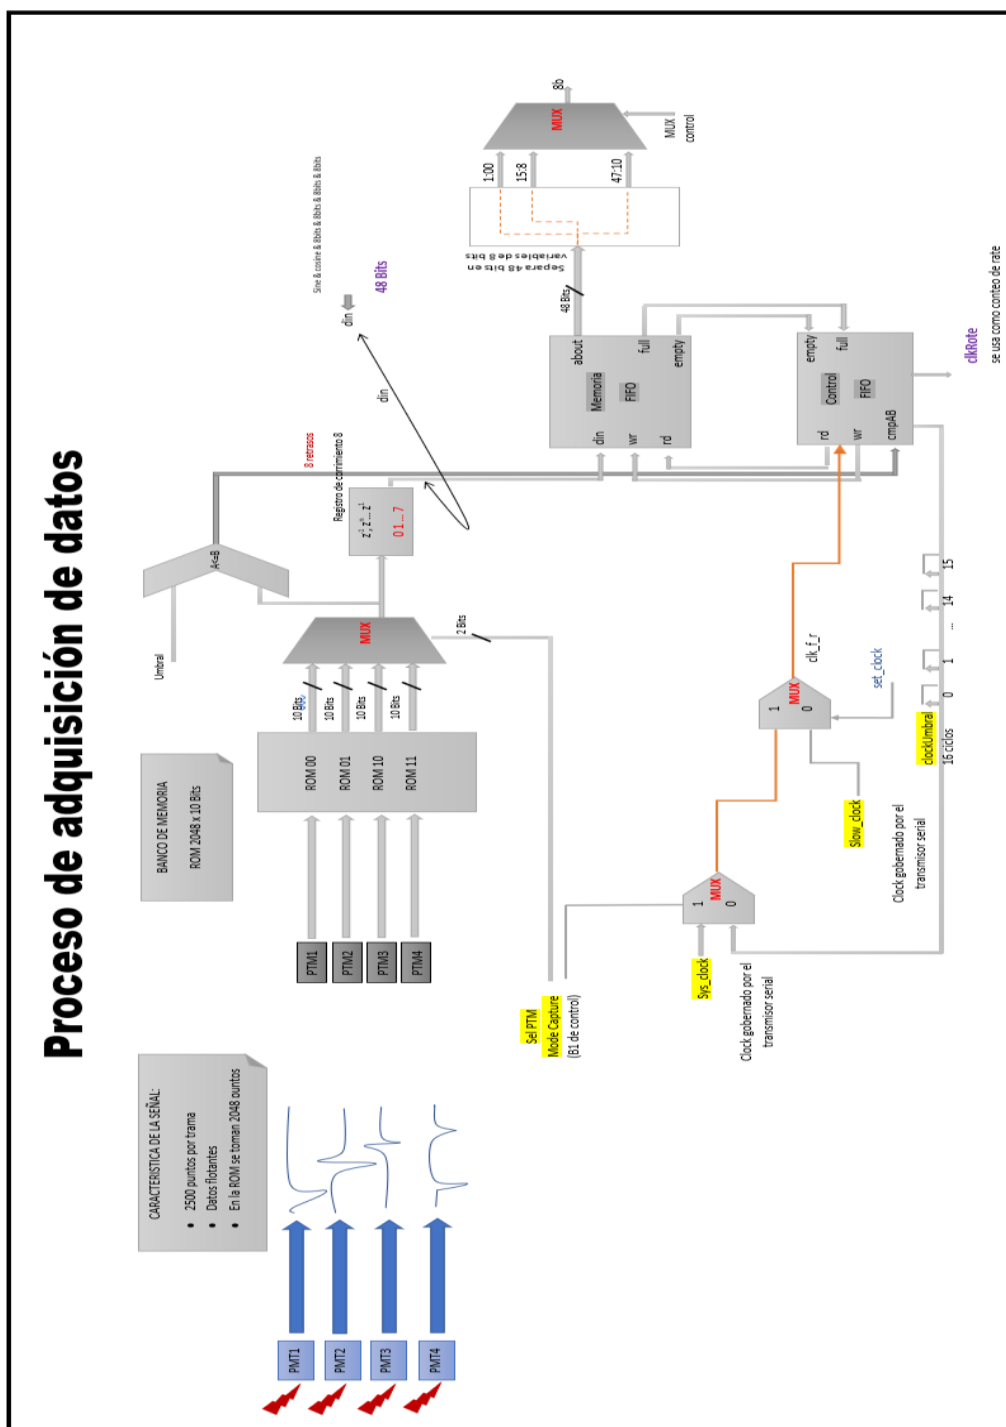 Proceso de adquisición de datos
CARACTERISTICA DE LA SEÑAL:
2500 puntos por trama
Datos flotantes
En la ROM se toman 2048 puntos
BANCO DE MEMORIA
ROM 2048 x 10 Bits
PMT1
PMT2
PMT3
PMT4
PTM1
PTM2
PTM3
PTM4
ROM 00
ROM 01
ROM 10
ROM 11
10 Bits
10 Bits
10 Bits
10 Bits
MUX
2 Bits
Umbral
A<=B
8 retrasos
Registro de corrimiento 8
0 1 ... 7
din
din
Sine & cosine & 8bits & 8bits & 8bits & 8bits
48 Bits
Sel PTM
Mode Capture
(B1 de control)
Sys_clock
1
MUX
0
Clock gobernado por el
transmisor serial
Slow_clock
1
MUX
0
Clock gobernado por el
transmisor serial
set_clock
clk_f_r
clockUmbral
16 ciclos
0
1
...
14
15
din
wr
rd
Memoria
FIFO
about
full
empty
rd
wr
cmpAB
Control
FIFO
empty
full
clkRote
se usa como conteo de rate
48 Bits
Separa 48 bits en
variables de 8 bits
1:00
15:8
47:10
MUX
8b
MUX
control